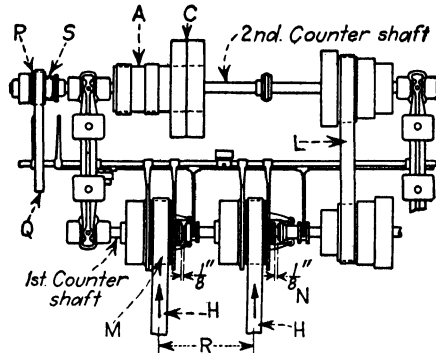 C
A
R
S
2nd. Counter shaft
L
Q
1st. Counter
shaft
1/8"
1/8"
N
M
H
H
R